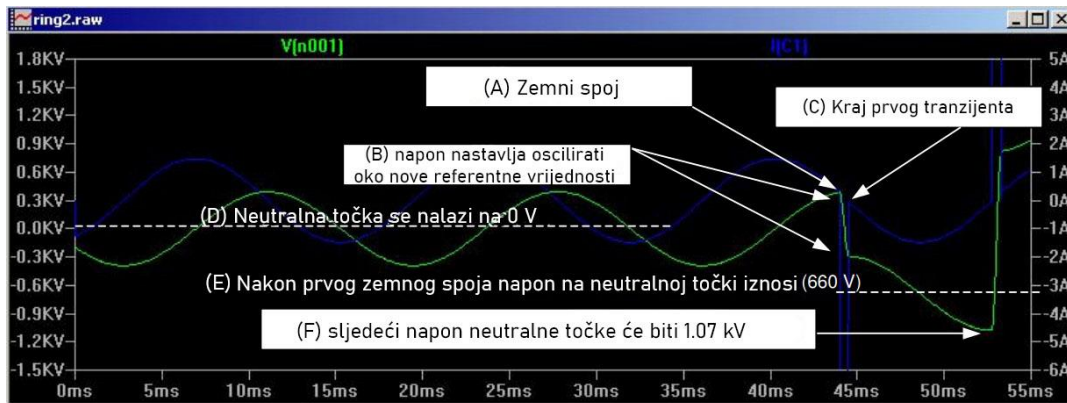 ring2.raw
V(n001)
I(C1)
1.8KV
1.5KV
1.2KV
0.9KV
0.6KV
0.3KV
0.0KV
-0.3KV
-0.6KV
-0.9KV
-1.2KV
-1.5KV
(A) Zemni spoj
(C) Kraj prvog tranzijenta
(B) napon nastavlja oscilirati
oko nove referentne vrijednosti
(D) Neutralna točka se nalazi na 0 V
(E) Nakon prvog zemnog spoja napon na neutralnoj točki iznosi (660 V)
(F) sljedeći napon neutralne točke će biti 1.07 kV
5A
4A
3A
2A
1A
0A
-1A
-2A
-3A
-4A
-5A
-6A
0ms
5ms
10ms
15ms
20ms
25ms
30ms
35ms
40ms
45ms
50ms
55ms